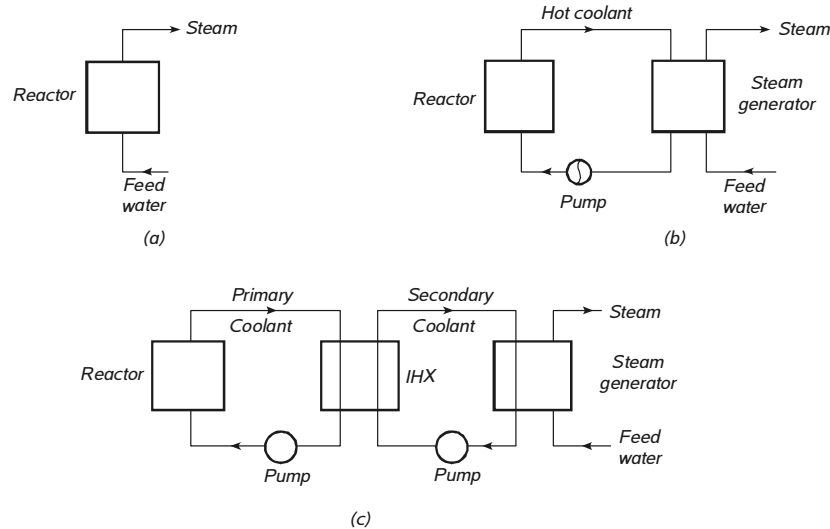 Steam
Reactor
Feed
water
(a)
Hot coolant
Steam
Reactor
Steam
generator
Pump
Feed
water
(b)
Primary
Coolant
Secondary
Coolant
Steam
Reactor
IHX
Steam
generator
Pump
Pump
Feed
water
(c)